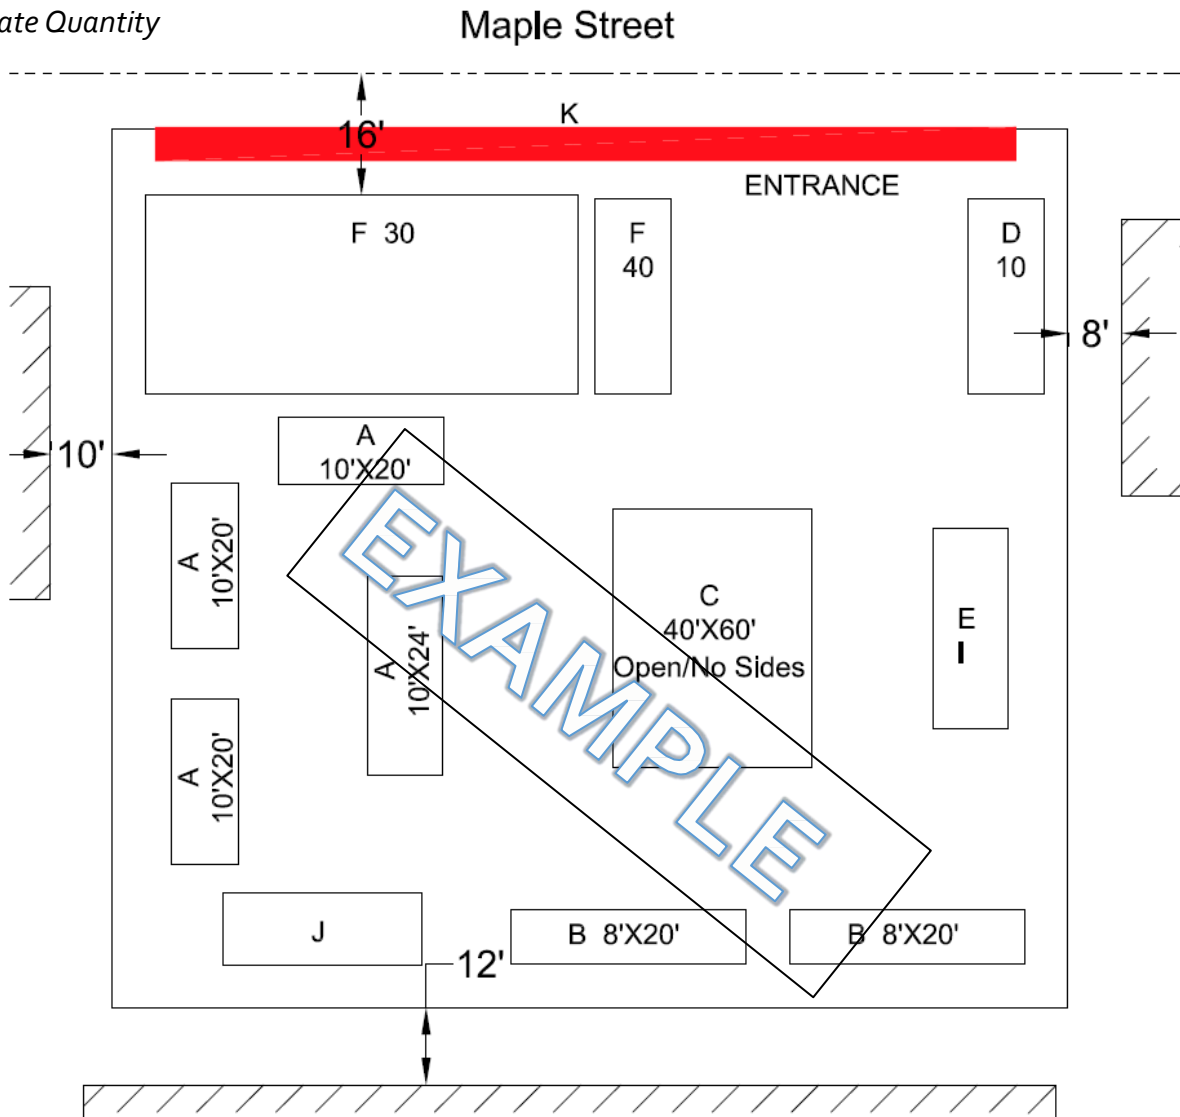 ate Quantity
Maple Street
K
16'
ENTRANCE
F 30
F
40
D
10
8'
10'
A
10'X20'
A
10'X20'
A
10'X24'
C
40'X60'
Open/No Sides
E
I
A
10'X20'
EXAMPLE
J
B 8'X20'
B 8'X20'
12'